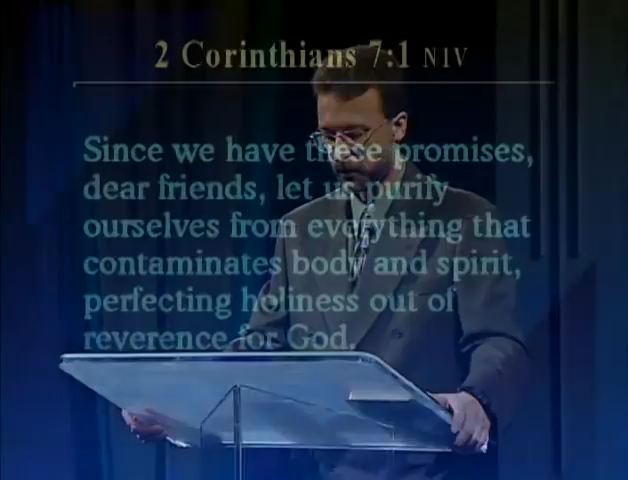 2 Corinthians 7:1 NIV
Since we have these promises,
dear friends, let us purify
ourselves from everything that
contaminates body and spirit,
perfecting holiness out of
reverence for God.